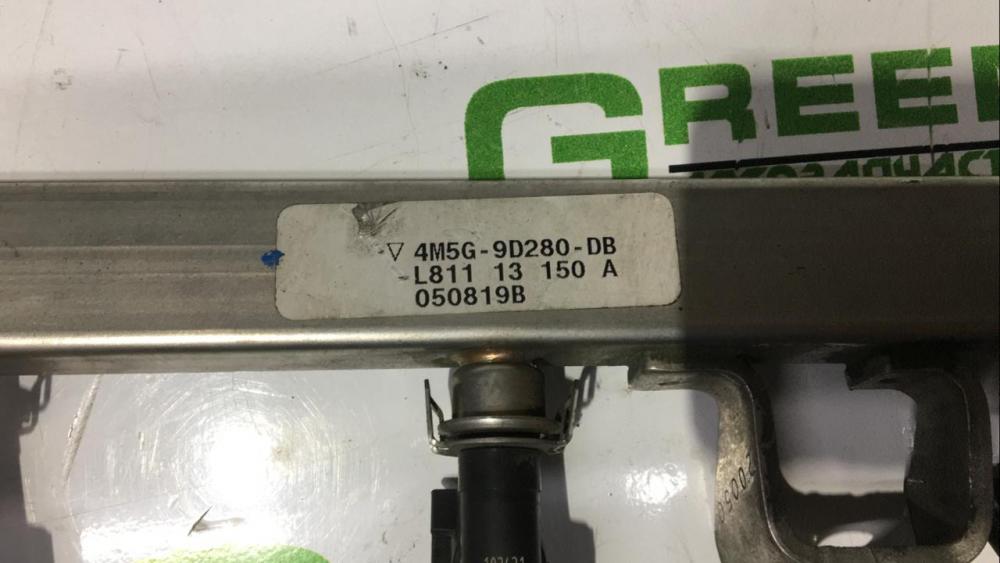 GREE
▽ 4M5G-9D280-DB
L811 13 150 A
050819B